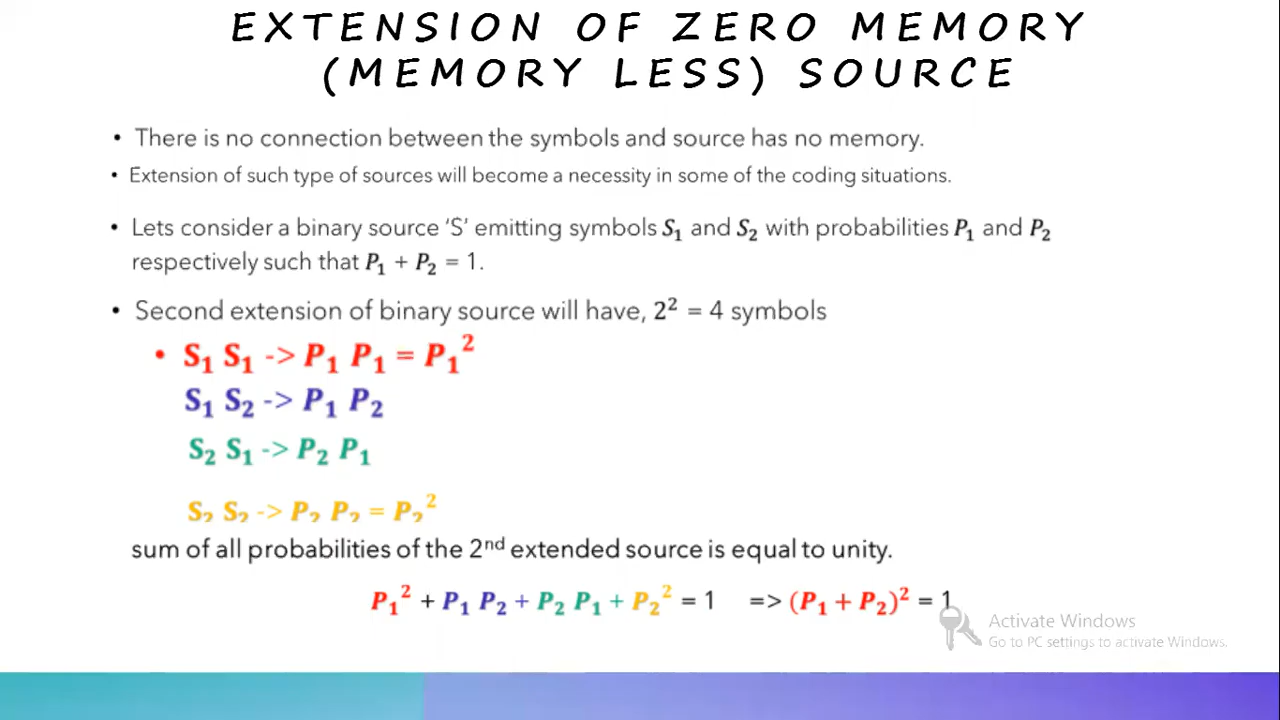 EXTENSION OF ZERO MEMORY
(MEMORY LESS) SOURCE
• There is no connection between the symbols and source has no memory.
• Extension of such type of sources will become a necessity in some of the coding situations.
• Lets consider a binary source ‘S’ emitting symbols S₁ and S₂ with probabilities P₁ and P₂
respectively such that P₁ + P₂ = 1.
• Second extension of binary source will have, 2² = 4 symbols
• S₁ S₁ -> P₁ P₁ = P₁²
S₁ S₂ -> P₁ P₂
S₂ S₁ -> P₂ P₁
S₂ S₂ -> P₂ P₂ = P₂²
sum of all probabilities of the 2ⁿᵈ extended source is equal to unity.
P₁² + P₁ P₂ + P₂ P₁ + P₂² = 1 => (P₁ + P₂)² = 1
Activate Windows
Go to PC settings to activate Windows.